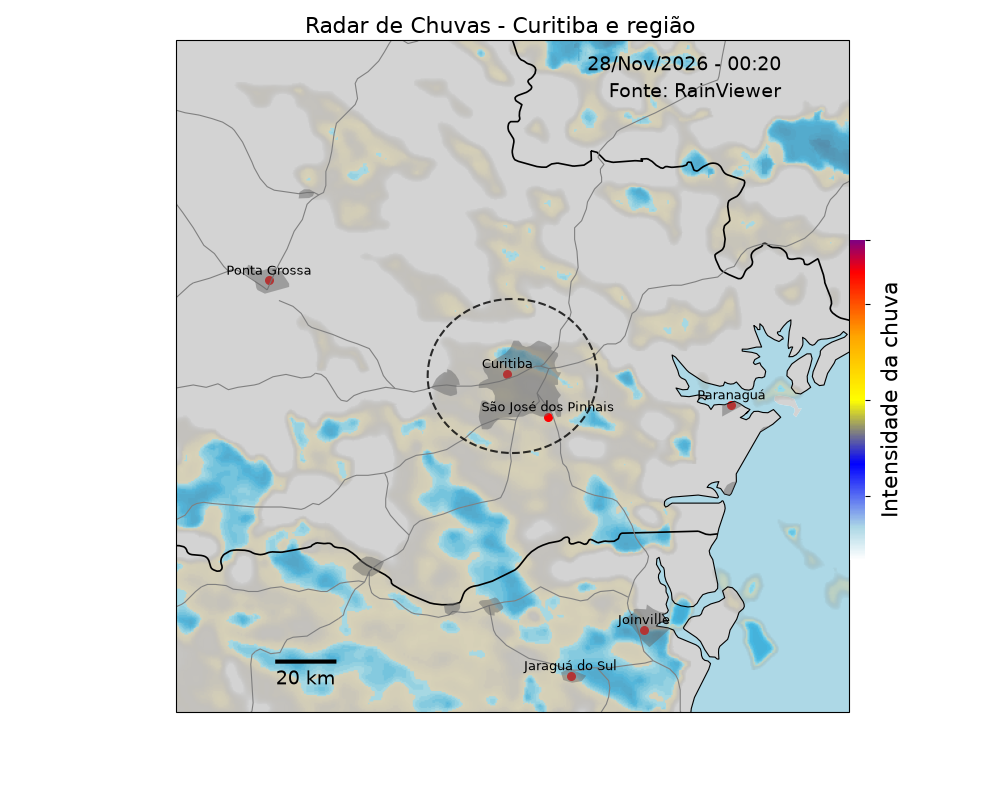 Radar de Chuvas - Curitiba e região
28/Nov/2026 - 00:20
Fonte: RainViewer
Ponta Grossa
Curitiba
São José dos Pinhais
Paranaguá
Joinville
Jaraguá do Sul
20 km
Intensidade da chuva